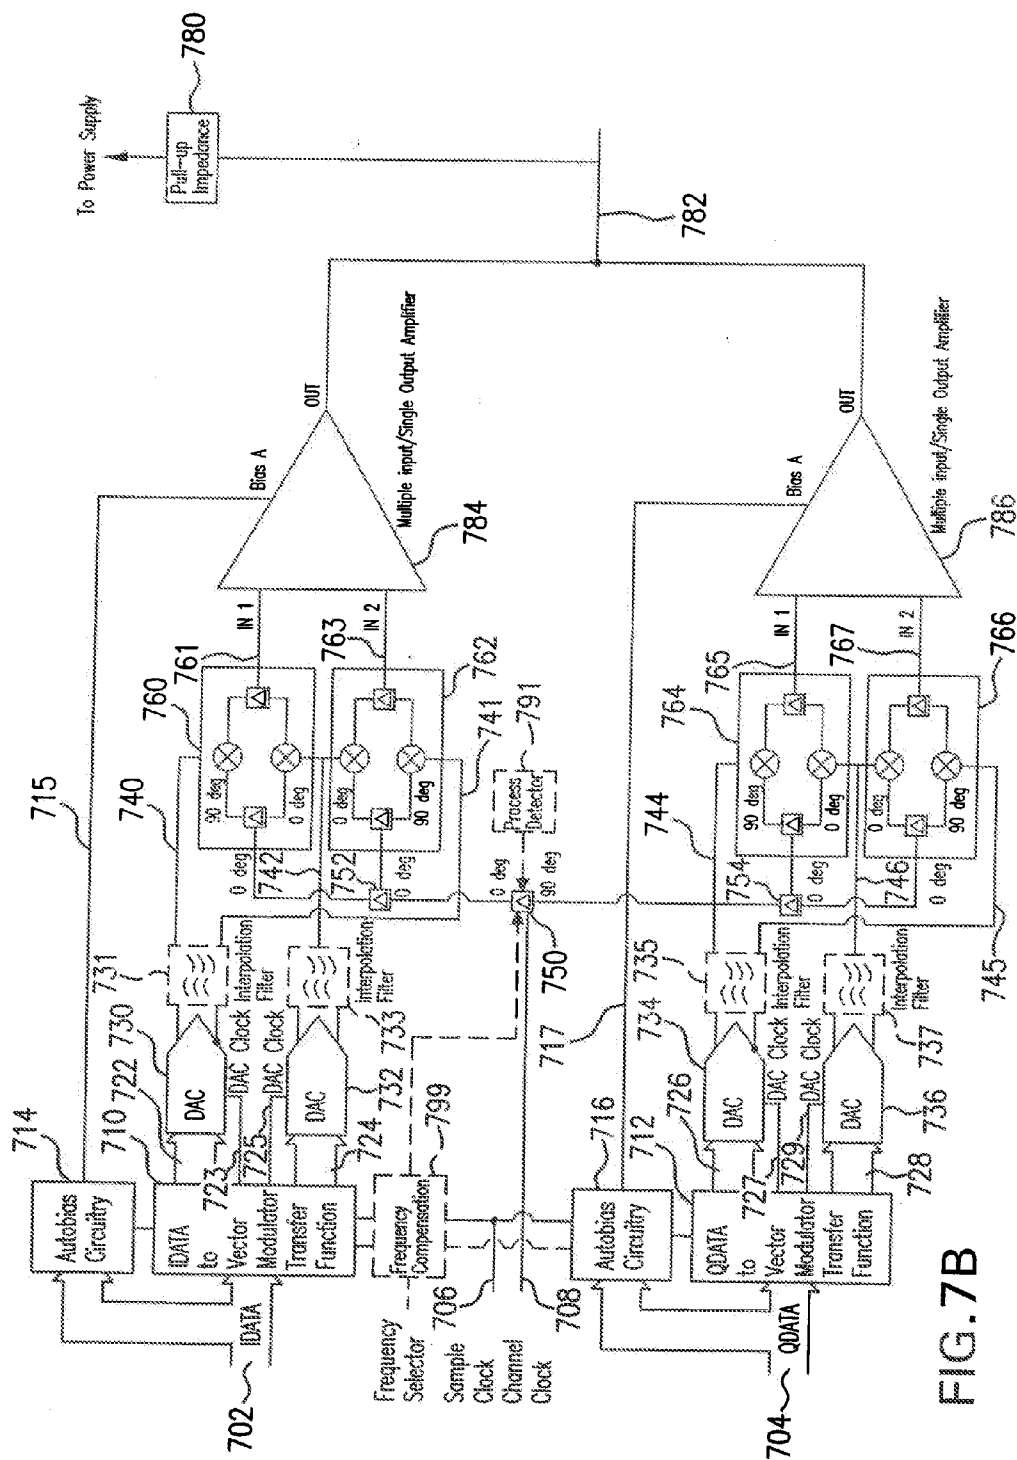 702
IDATA
714
Autobias
Circuitry
715
710
IDATA
to
Vector
Modulator
Transfer
Function
722
723
725
724
730
DAC
DAC Clock
DAC Clock
DAC
732
731
Interpolation
Filter
Interpolation
Filter
733
740
0 deg
742
752
0 deg
741
760
90 deg
0 deg
0 deg
90 deg
762
761
IN 1
763
IN 2
Bias A
OUT
Multiple input/Single Output Amplifier
784
To Power Supply
Pull-up
Impedance
780
782
Frequency
Selector
Frequency
Compensation
799
Sample
Clock
706
Channel
Clock
708
750
0 deg
90 deg
Process
Detector
791
704
QDATA
716
Autobias
Circuitry
717
712
QDATA
to
Vector
Modulator
Transfer
Function
726
727
729
728
734
DAC
DAC Clock
DAC Clock
DAC
736
735
Interpolation
Filter
Interpolation
Filter
737
744
754
0 deg
746
0 deg
745
764
90 deg
0 deg
0 deg
90 deg
766
765
IN 1
767
IN 2
Bias A
OUT
Multiple input/Single Output Amplifier
786
FIG. 7B